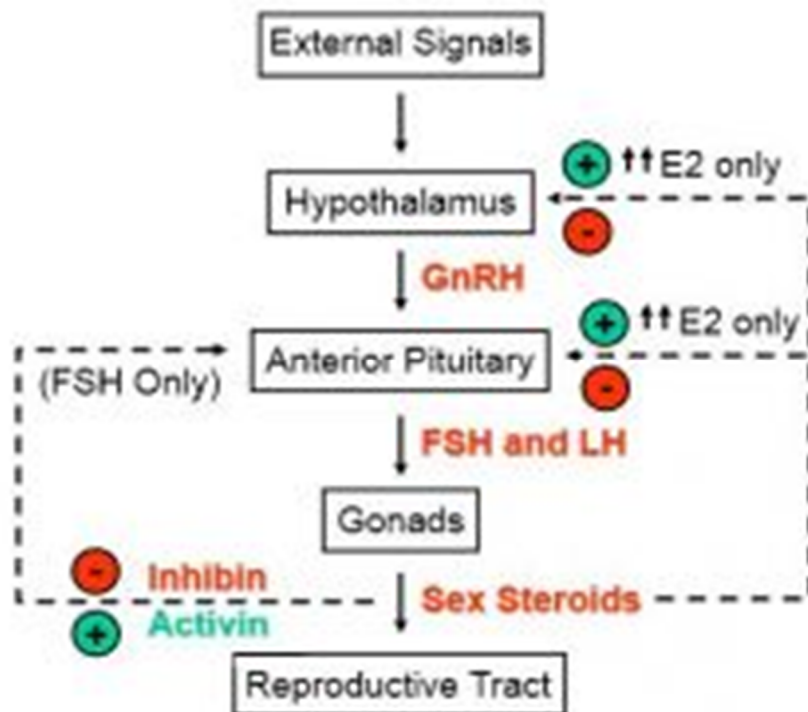 External Signals
+ ↑↑E2 only
Hypothalamus
-
GnRH
+ ↑↑E2 only
Anterior Pituitary
(FSH Only)
-
FSH and LH
Gonads
- Inhibin
Sex Steroids
+ Activin
Reproductive Tract